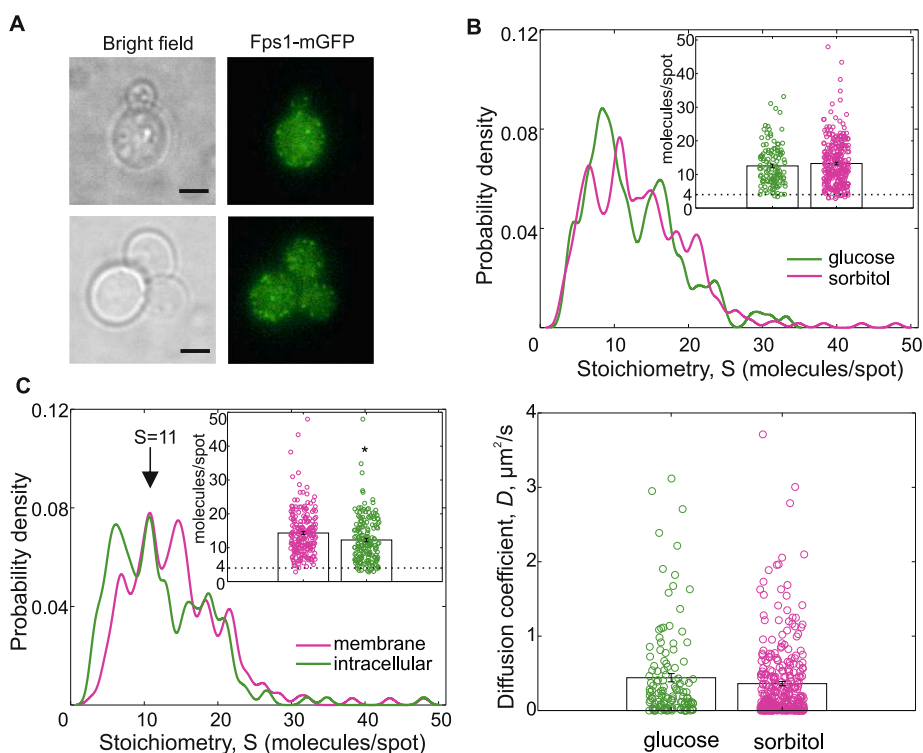 A
Bright field
Fps1-mGFP
B
0.12
0.08
0.04
Probability density
0
10
20
30
40
50
Stoichiometry, S (molecules/spot)
molecules/spot
50
40
30
20
10
4
0
glucose
sorbitol
C
0.12
0.08
0.04
Probability density
S=11
0
10
20
30
40
50
Stoichiometry, S (molecules/spot)
molecules/spot
50
40
30
20
10
4
0
*
membrane
intracellular
4
3
2
1
0
Diffusion coefficient, D, µm²/s
glucose
sorbitol